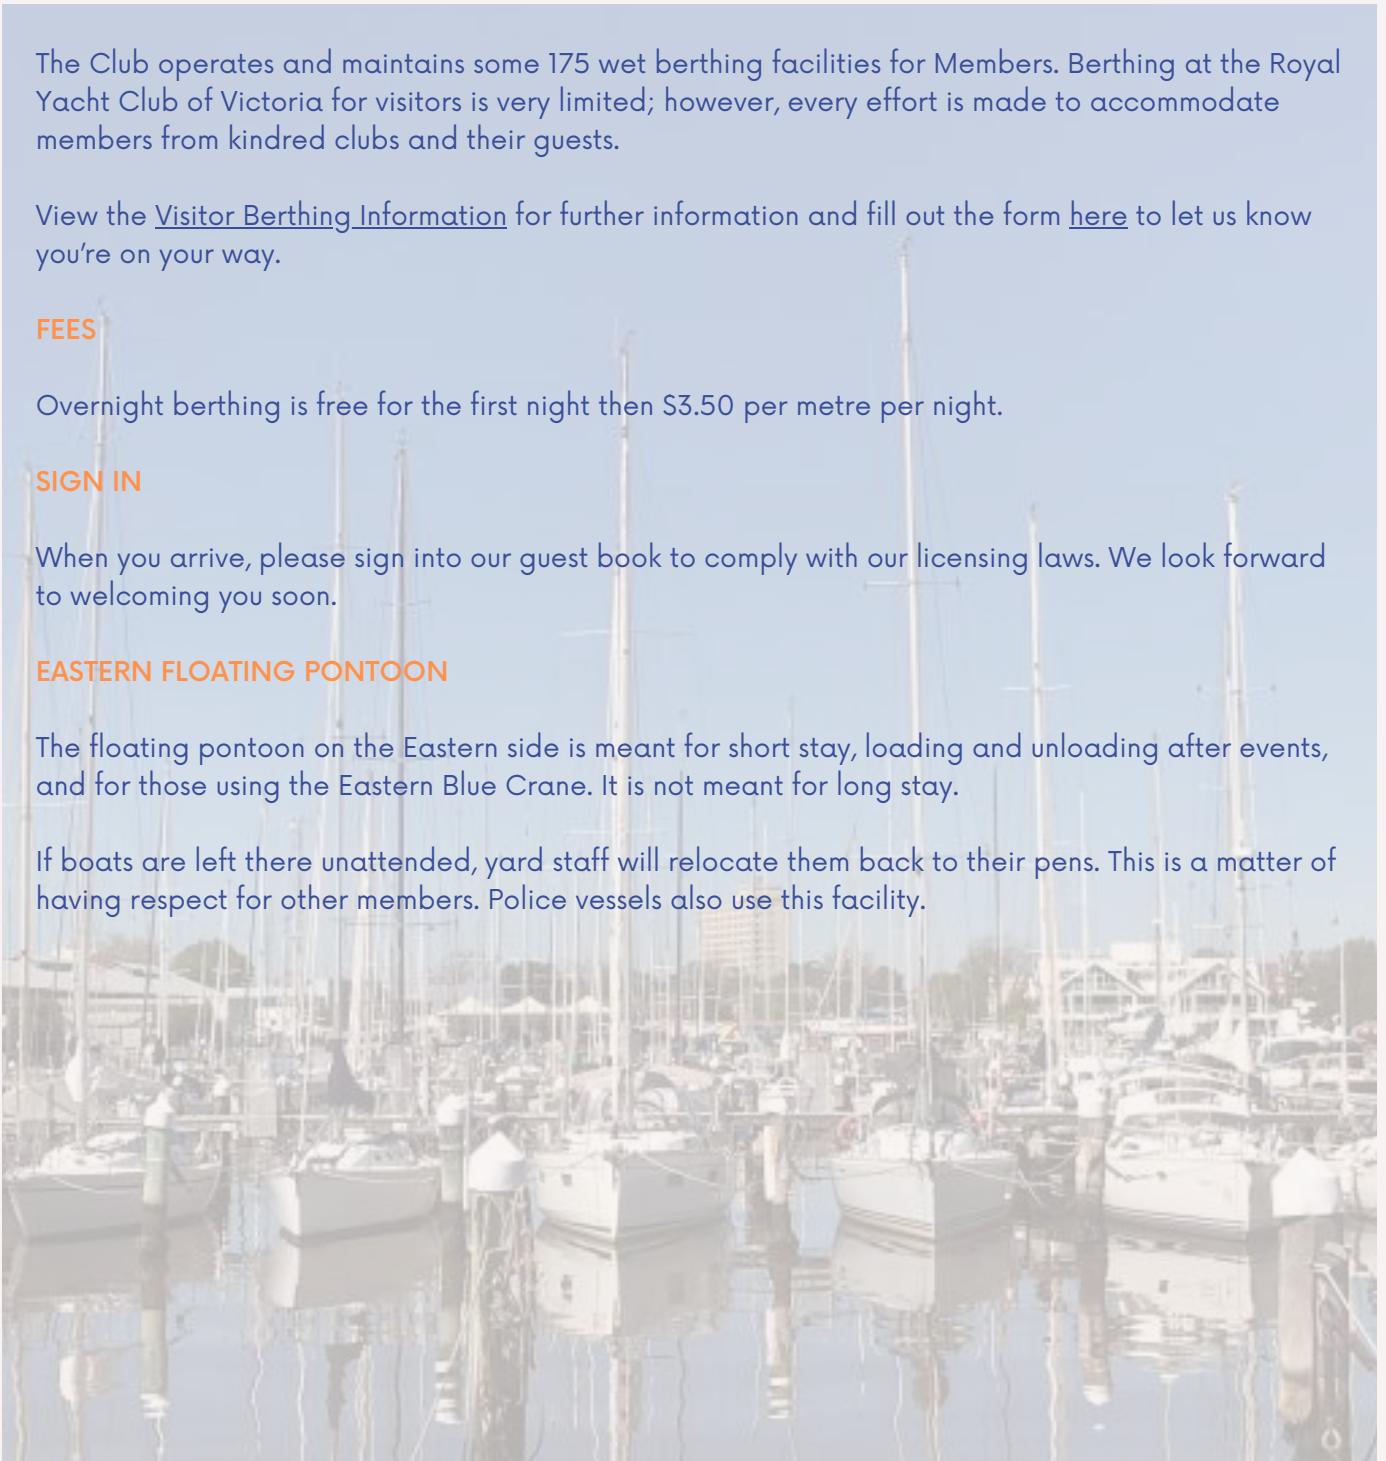 The Club operates and maintains some 175 wet berthing facilities for Members. Berthing at the Royal
Yacht Club of Victoria for visitors is very limited; however, every effort is made to accommodate
members from kindred clubs and their guests.
View the Visitor Berthing Information for further information and fill out the form here to let us know
you're on your way.
FEES
Overnight berthing is free for the first night then $3.50 per metre per night.
SIGN IN
When you arrive, please sign into our guest book to comply with our licensing laws. We look forward
to welcoming you soon.
EASTERN FLOATING PONTOON
The floating pontoon on the Eastern side is meant for short stay, loading and unloading after events,
and for those using the Eastern Blue Crane. It is not meant for long stay.
If boats are left there unattended, yard staff will relocate them back to their pens. This is a matter of
having respect for other members. Police vessels also use this facility.